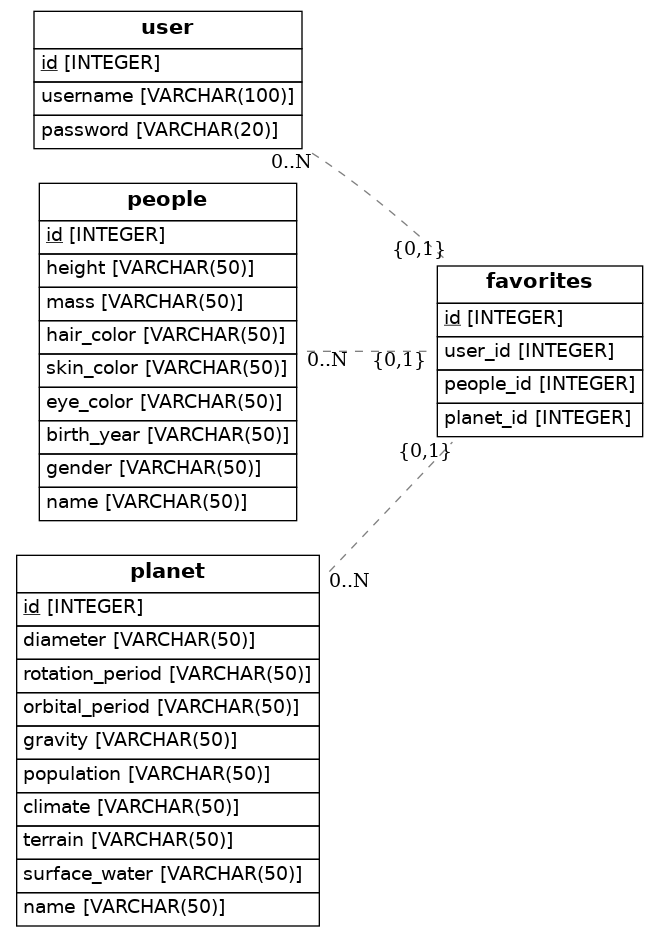 user
id [INTEGER]
username [VARCHAR(100)]
password [VARCHAR(20)]
0..N
{0,1}
people
id [INTEGER]
height [VARCHAR(50)]
mass [VARCHAR(50)]
hair_color [VARCHAR(50)]
skin_color [VARCHAR(50)]
eye_color [VARCHAR(50)]
birth_year [VARCHAR(50)]
gender [VARCHAR(50)]
name [VARCHAR(50)]
0..N
{0,1}
favorites
id [INTEGER]
user_id [INTEGER]
people_id [INTEGER]
planet_id [INTEGER]
{0,1}
0..N
planet
id [INTEGER]
diameter [VARCHAR(50)]
rotation_period [VARCHAR(50)]
orbital_period [VARCHAR(50)]
gravity [VARCHAR(50)]
population [VARCHAR(50)]
climate [VARCHAR(50)]
terrain [VARCHAR(50)]
surface_water [VARCHAR(50)]
name [VARCHAR(50)]